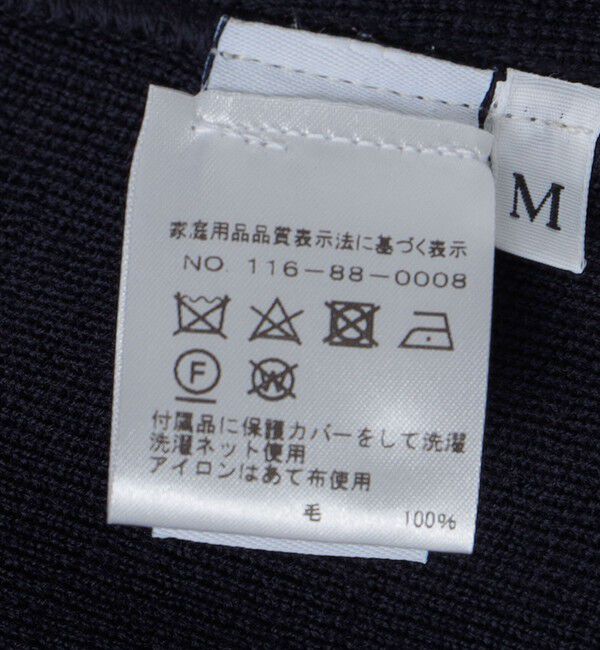 M
家庭用品品質表示法に基づく表示
NO. 116-88-0008
F
W
付属品に保護カバーをして洗濯
洗濯ネット使用
アイロンはあて布使用
毛 100%